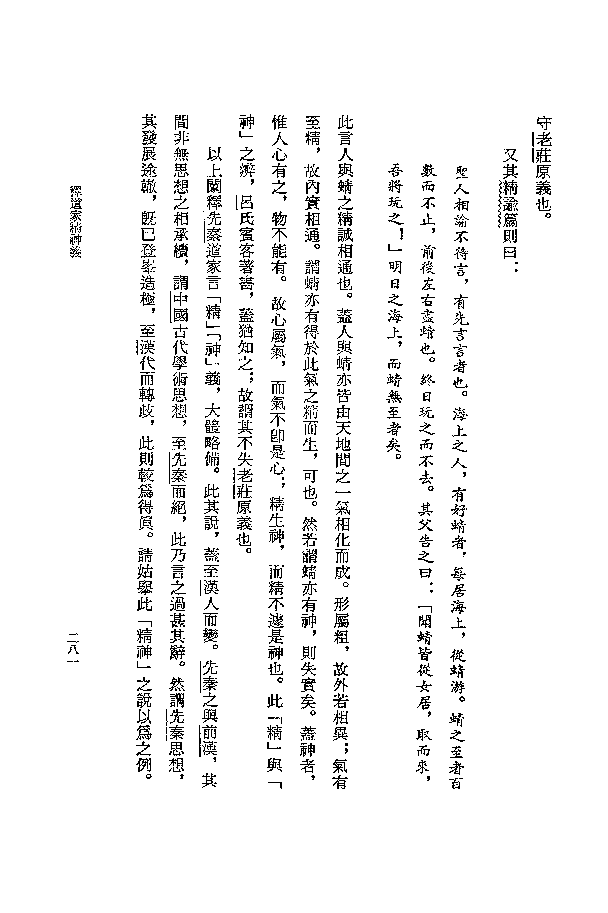 守老莊原義也。
又其精諭篇則曰：
聖人相諭不待言，有先言言者也。海上之人，有好蜻者，每居海上，從蜻游。蜻之至者百
數而不止，前後左右盡蜻也。終日玩之而不去。其父告之曰：「聞蜻皆從女居，取而來，
吾將玩之！」明日之海上，而蜻無至者矣。
此言人與蜻之精誠相通也。蓋人與蜻亦皆由天地間之一氣相化而成。形屬粗，故外若相異；氣有
至精，故內實相通。謂蜻亦有得於此氣之精而生，可也。然若謂蜻亦有神，則失實矣。蓋神者，
惟人心有之，物不能有。故心屬氣，而氣不卽是心；精生神，而精不遽是神也。此「精」與「
神」之辨，呂氏賓客著書，蓋猶知之；故謂其不失老莊原義也。
以上闡釋先秦道家言「精」「神」義，大體略備。此其說，蓋至漢人而變。先秦之與前漢，其
間非無思想之相承續，謂中國古代學術思想，至先秦而絕，此乃言之過甚其辭。然謂先秦思想，
其發展途轍，旣已登峯造極，至漢代而轉歧，此則較爲得眞。請姑舉此「精神」之說以爲之例。
釋道家精神義
二八一